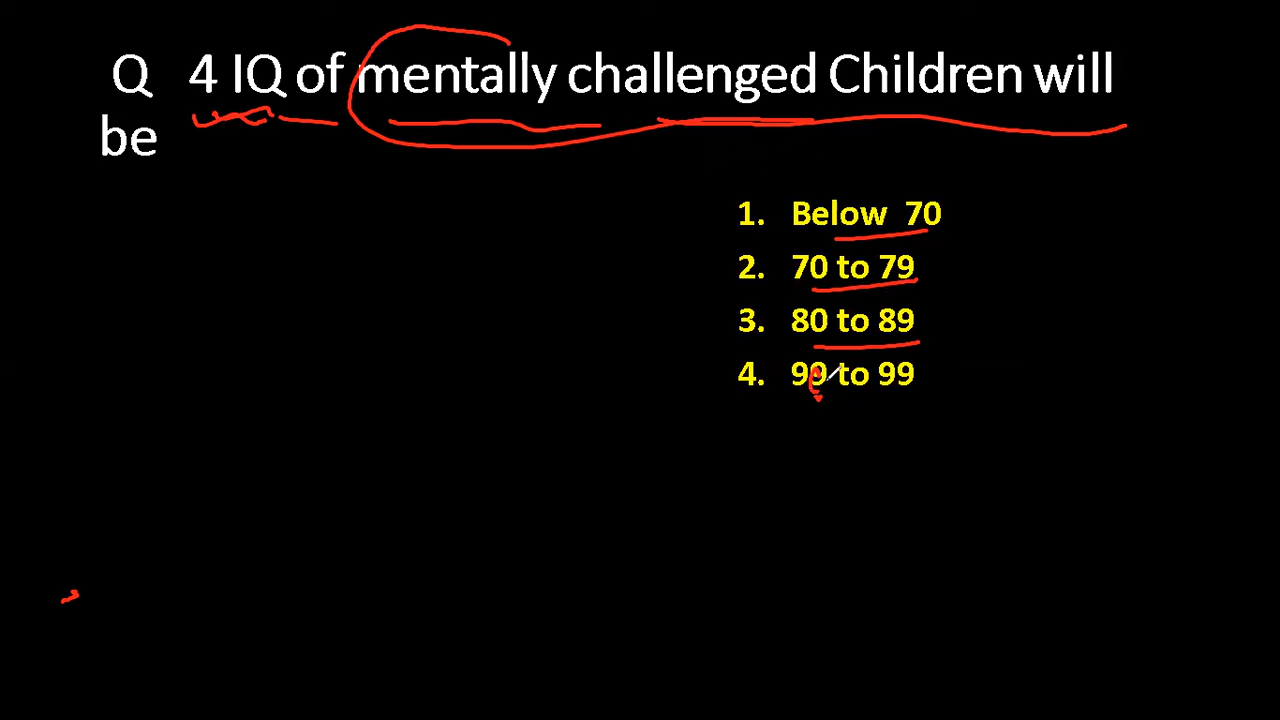 Q 4 IQ of mentally challenged Children will
be
1. Below 70
2. 70 to 79
3. 80 to 89
4. 99 to 99